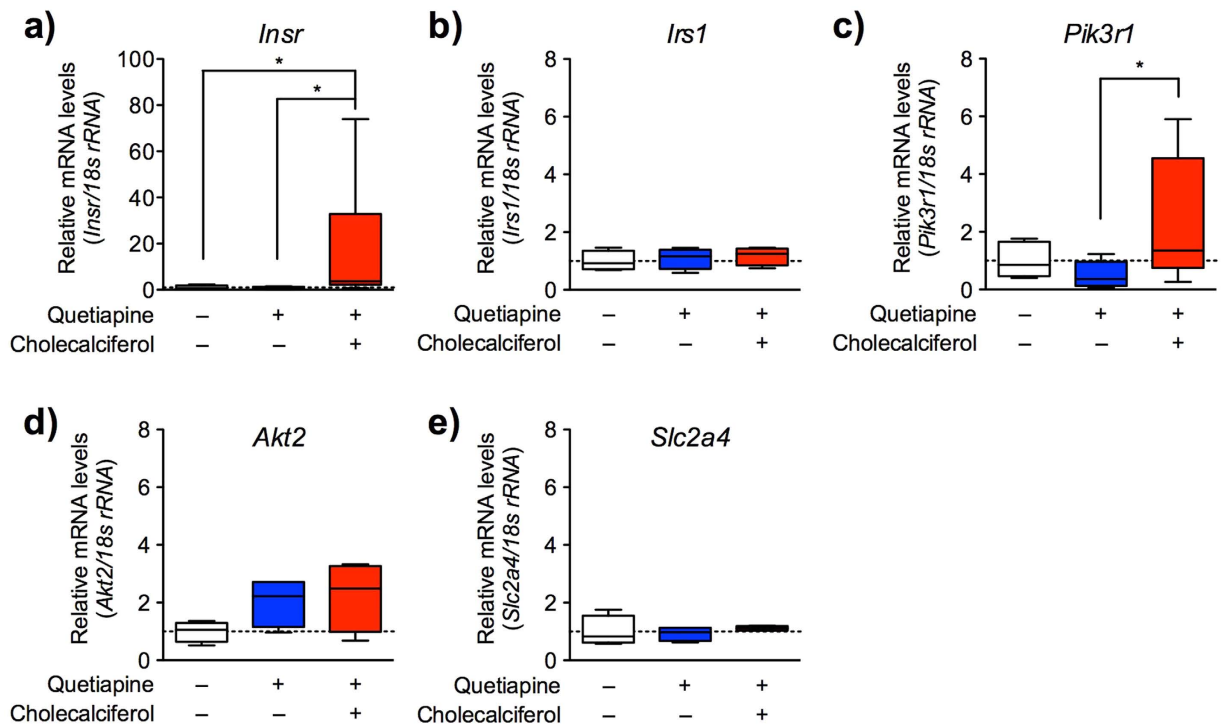 a)
Insr
Relative mRNA levels
(Insr/18s rRNA)
100
80
60
40
20
0
*
*
Quetiapine – + +
Cholecalciferol – – +
b)
Irs1
Relative mRNA levels
(Irs1/18s rRNA)
8
6
4
2
0
Quetiapine – + +
Cholecalciferol – – +
c)
Pik3r1
Relative mRNA levels
(Pik3r1/18s rRNA)
8
6
4
2
0
*
Quetiapine – + +
Cholecalciferol – – +
d)
Akt2
Relative mRNA levels
(Akt2/18s rRNA)
8
6
4
2
0
Quetiapine – + +
Cholecalciferol – – +
e)
Slc2a4
Relative mRNA levels
(Slc2a4/18s rRNA)
8
6
4
2
0
Quetiapine – + +
Cholecalciferol – – +